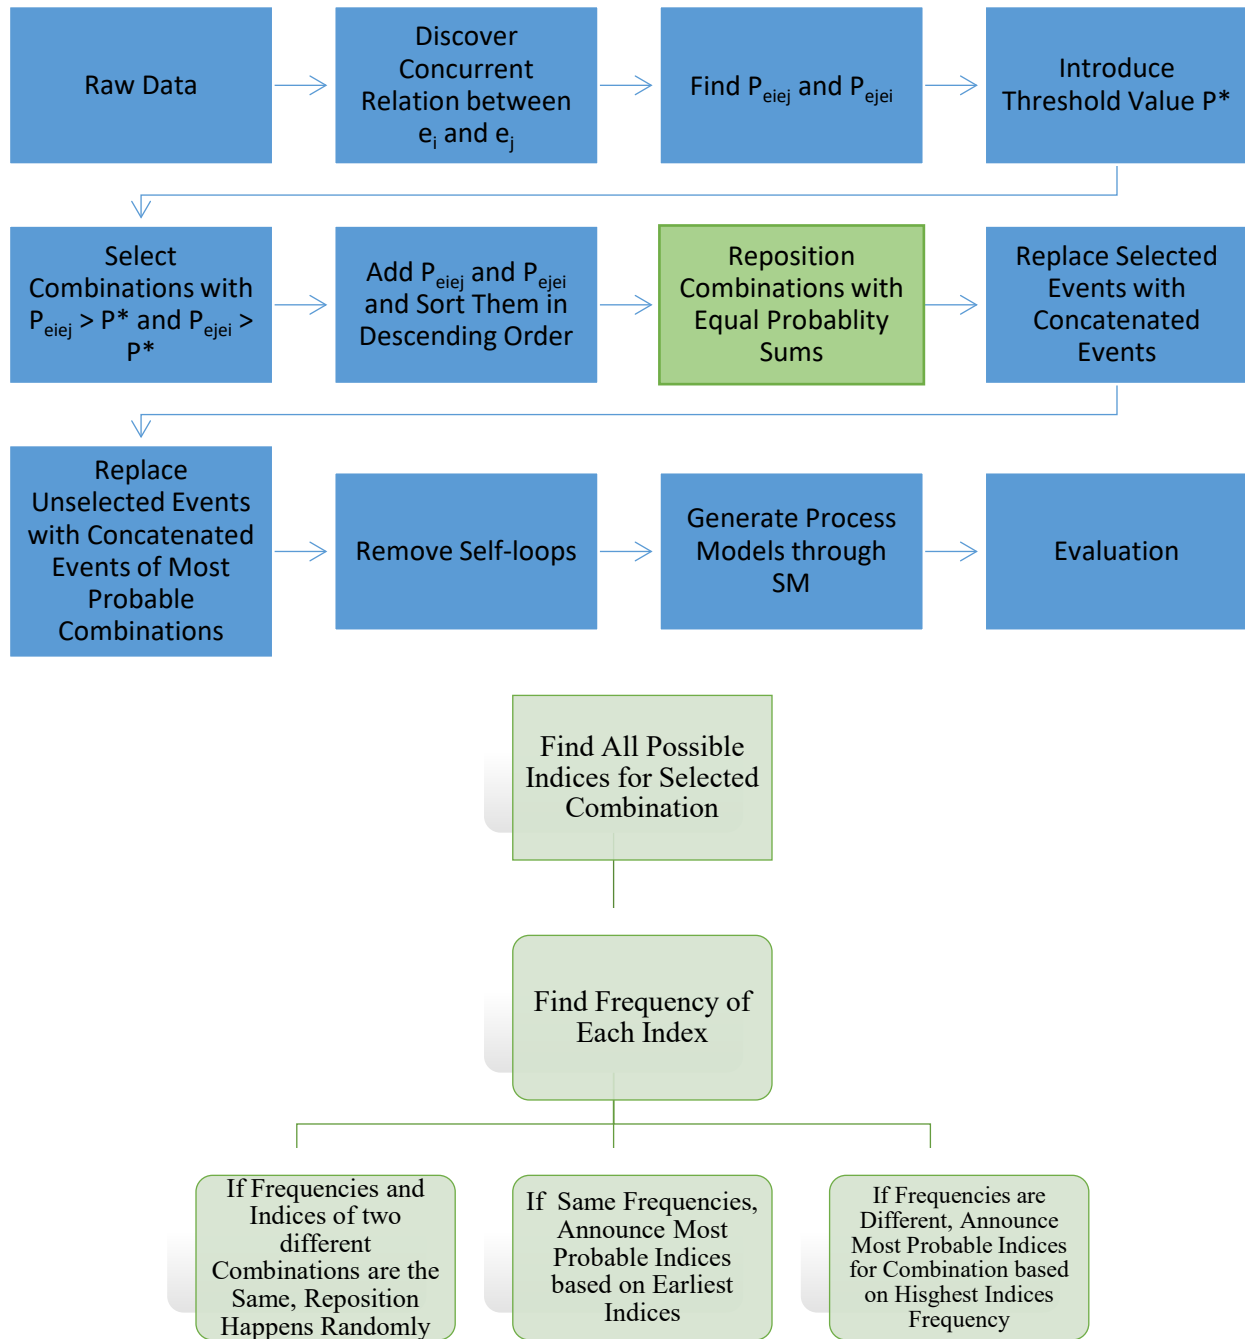 Raw Data
Discover
Concurrent
Relation between
eᵢ and eⱼ
Find Pₑᵢₑⱼ and Pₑⱼₑᵢ
Introduce
Threshold Value P*
Select
Combinations with
Pₑᵢₑⱼ > P* and Pₑⱼₑᵢ >
P*
Add Pₑᵢₑⱼ and Pₑⱼₑᵢ
and Sort Them in
Descending Order
Reposition
Combinations with
Equal Probablity
Sums
Replace Selected
Events with
Concatenated
Events
Replace
Unselected Events
with Concatenated
Events of Most
Probable
Combinations
Remove Self-loops
Generate Process
Models through
SM
Evaluation
Find All Possible
Indices for Selected
Combination
Find Frequency of
Each Index
If Frequencies and
Indices of two
different
Combinations are the
Same, Reposition
Happens Randomly
If Same Frequencies,
Announce Most
Probable Indices
based on Earliest
Indices
If Frequencies are
Different, Announce
Most Probable Indices
for Combination based
on Hisghest Indices
Frequency